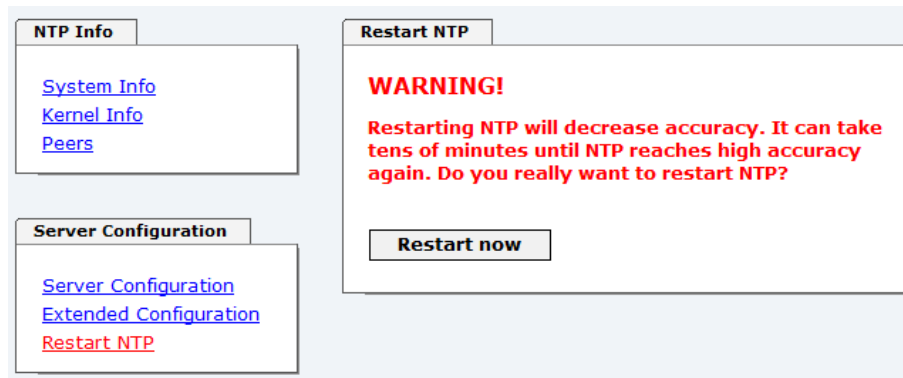 NTP Info
System Info
Kernel Info
Peers
Server Configuration
Server Configuration
Extended Configuration
Restart NTP
Restart NTP
WARNING!
Restarting NTP will decrease accuracy. It can take
tens of minutes until NTP reaches high accuracy
again. Do you really want to restart NTP?
Restart now